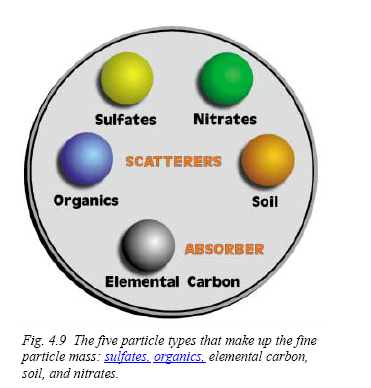 Sulfates Nitrates
SCATTERERS
Organics Soil
ABSORBER
Elemental Carbon
Fig. 4.9 The five particle types that make up the fine
particle mass: sulfates, organics, elemental carbon,
soil, and nitrates.